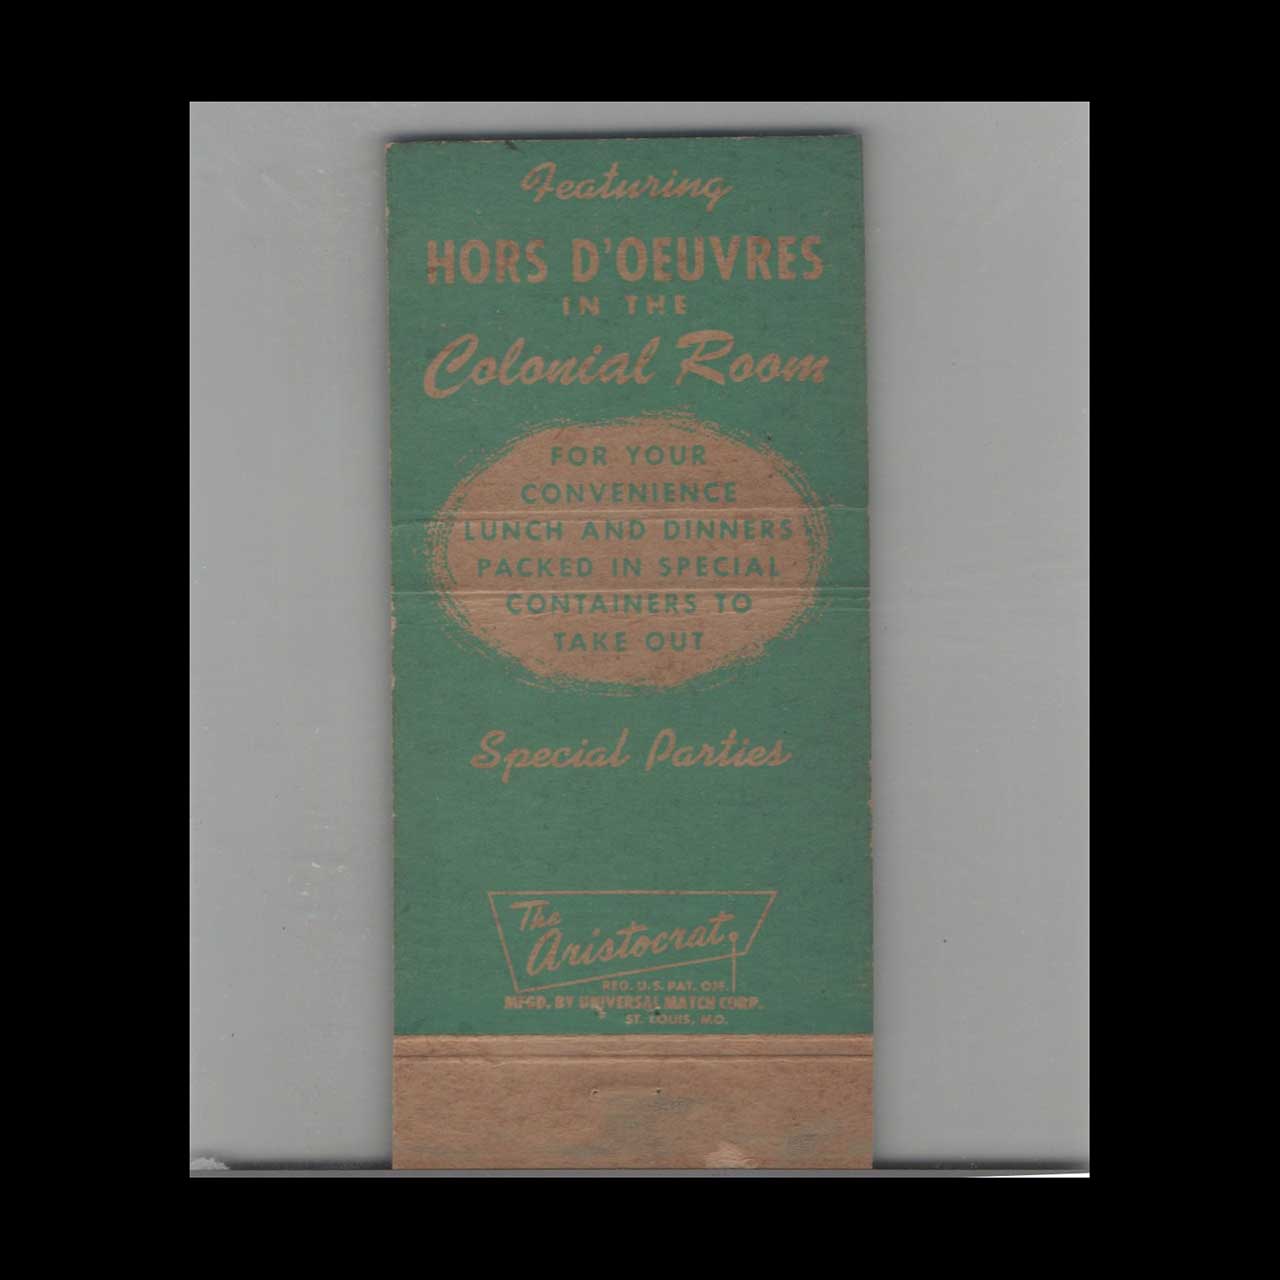 Featuring
HORS D'OEUVRES
IN THE
Colonial Room
FOR YOUR
CONVENIENCE
LUNCH AND DINNERS
PACKED IN SPECIAL
CONTAINERS TO
TAKE OUT
Special Parties
The
Aristocrat
REG. U.S. PAT. OFF.
MFGD. BY UNIVERSAL MATCH CORP.
ST. LOUIS, MO.